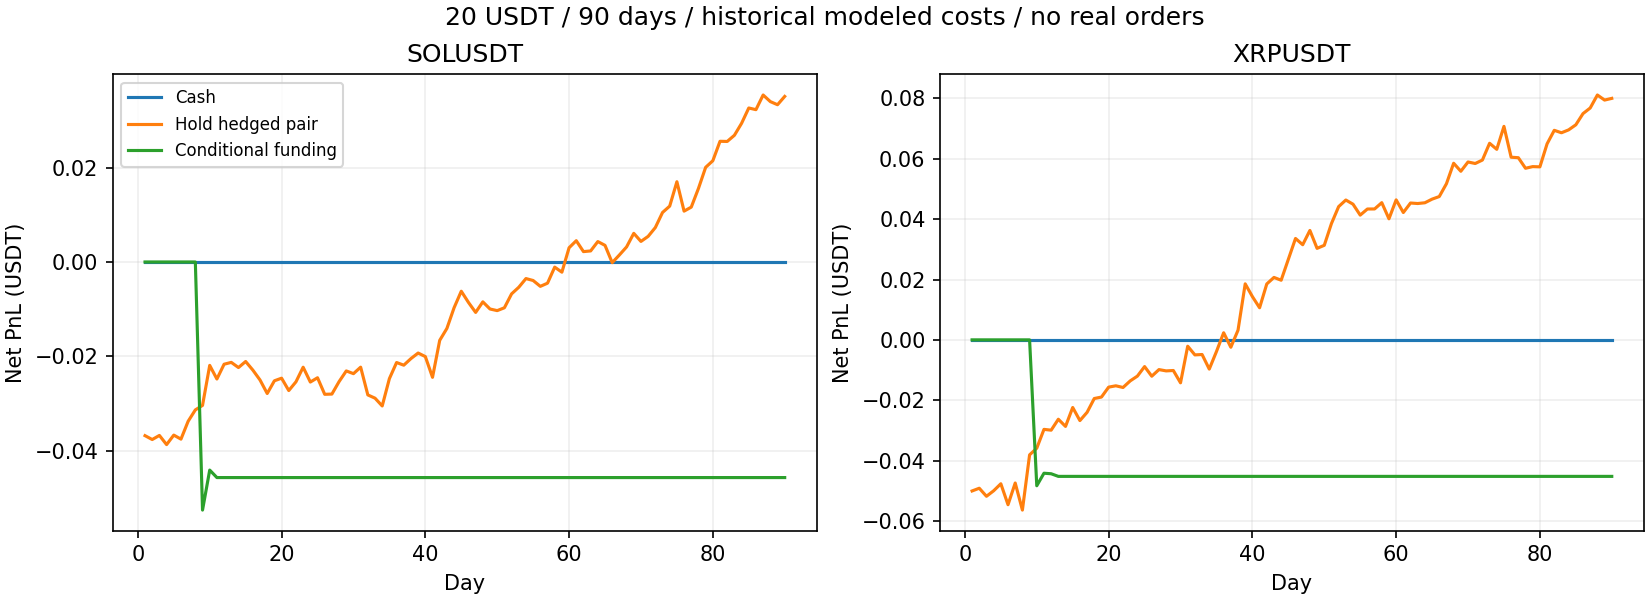 20 USDT / 90 days / historical modeled costs / no real orders
SOLUSDT
Cash
Hold hedged pair
Conditional funding
0.02
0.00
−0.02
−0.04
Net PnL (USDT)
0
20
40
60
80
Day
XRPUSDT
0.08
0.06
0.04
0.02
0.00
−0.02
−0.04
−0.06
Net PnL (USDT)
0
20
40
60
80
Day